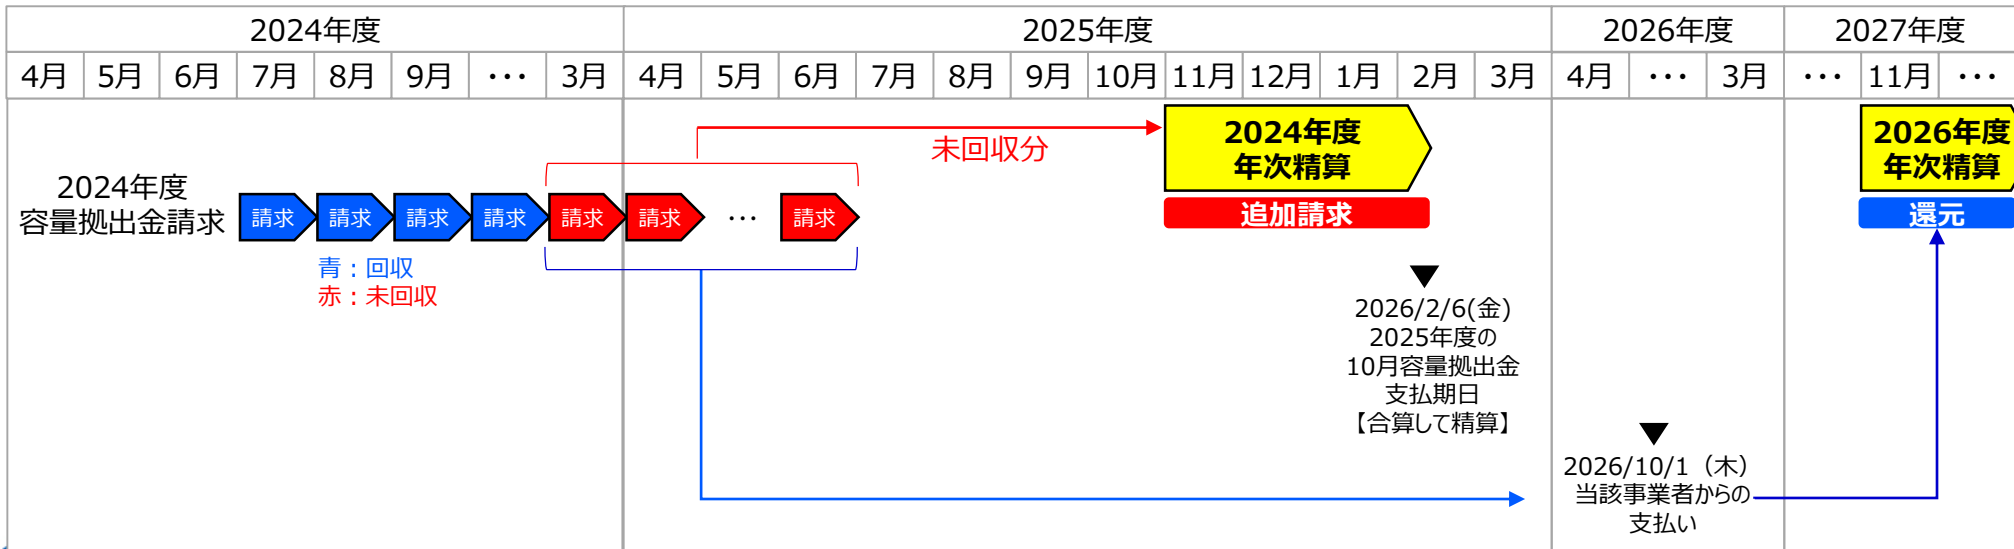 2024年度 2025年度 2026年度 2027年度
4月 5月 6月 7月 8月 9月 ・・・ 3月 4月 5月 6月 7月 8月 9月 10月 11月 12月 1月 2月 3月 4月 ・・・ 3月 ・・・ 11月 ・・・
未回収分
2024年度
年次精算
追加請求
2026年度
年次精算
還元
2024年度
容量拠出金請求
請求 請求 請求 請求 請求 請求 … 請求
青：回収
赤：未回収
2026/2/6(金)
2025年度の
10月容量拠出金
支払期日
【合算して精算】
2026/10/1（木）
当該事業者からの
支払い